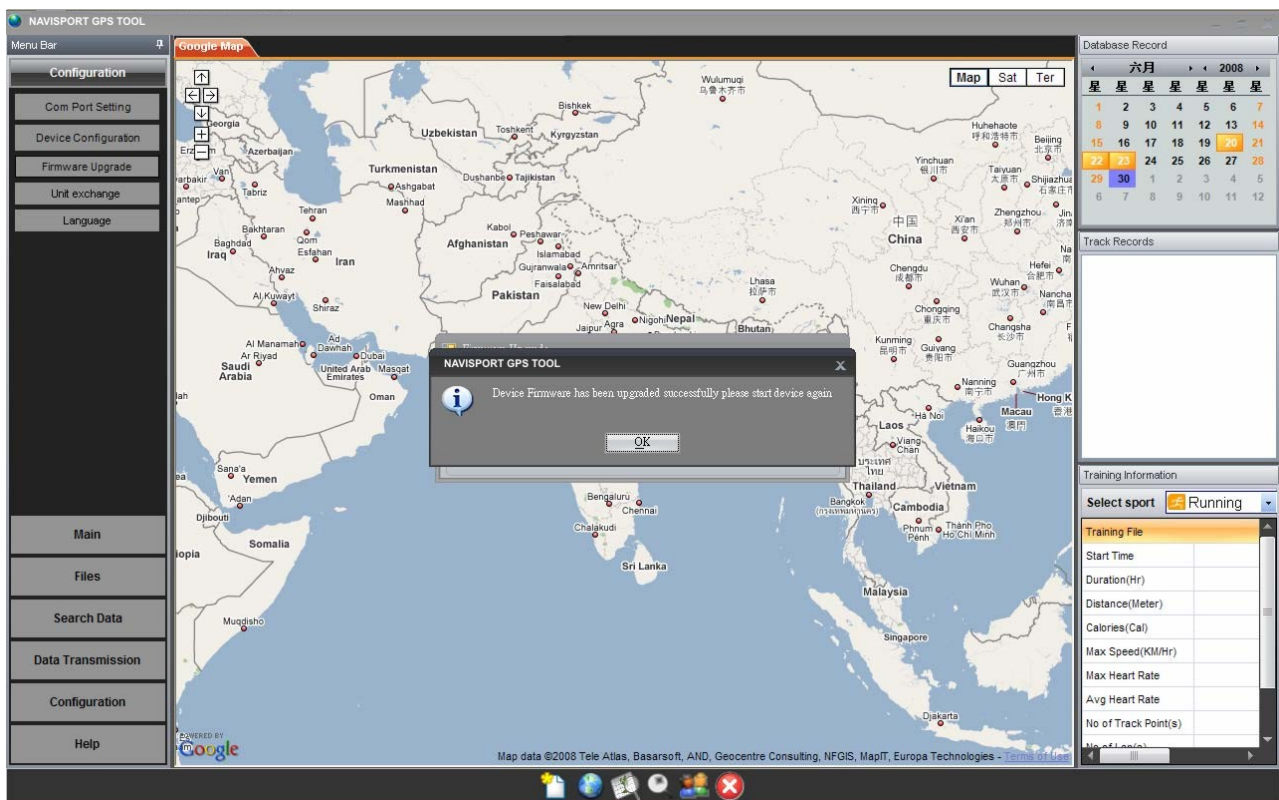 NAVISPORT GPS TOOL
Menu Bar
Configuration
Com Port Setting
Device Configuration
Firmware Upgrade
Unit exchange
Language
Main
Files
Search Data
Data Transmission
Configuration
Help
Google Map
Map Sat Ter
Wulumuqi
乌鲁木齐市
Bishkek
Georgia
Uzbekistan
Toshkent
Kyrgyzstan
Huhehaote
呼和浩特市
Beijing
北京市
Azerbaijan
Turkmenistan
Dushanbe Tajikistan
Yinchuan
银川市
Taiyuan
太原市
Shijiazhu
石家庄市
Van
Tabriz
Ashgabat
Mashhad
Xining
西宁市
Tehran
中国
China
Xi'an
西安市
Zhengzhou
郑州市
Bakhtaran
Qom
Kabol
Peshawar
Baghdad
Iraq
Esfahan
Iran
Afghanistan
Islamabad
Gujranwala Amritsar
Faisalabad
Lhasa
拉萨市
Chengdu
成都市
Hefei
合肥市
Wuhan
武汉市
Ahvaz
Al Kuwayt
Shiraz
Pakistan
New Delhi
Nepal
Jaipur Agra
Bhutan
Chongqing
重庆市
Changsha
长沙市
Al Manamah
Ad Dawhah
Dubai
Ar Riyad
Saudi Arabia
United Arab Emirates
Masqat
Oman
Kunming
昆明市
Guiyang
贵阳市
Guangzhou
广州市
Nanning
南宁市
Hong K
香港
Macau
澳門
Ha Noi
Haikou
海口市
Laos
Viang Chan
NAVISPORT GPS TOOL
X
Device Firmware has been upgraded successfully please start device again
OK
Sana'a
Yemen
'Adan
Djibouti
Somalia
Muqdisho
Bengaluru
Chennai
Chalakudi
Sri Lanka
Thailand
Vietnam
Bangkok
Cambodia
Phnum Penh
Thành Pho
Ho Chi Minh
Malaysia
Singapore
Djakarta
POWERED BY
Google
Map data ©2008 Tele Atlas, Basarsoft, AND, Geocentre Consulting, NFGIS, MapIT, Europa Technologies - Terms of Use
Database Record
六月 2008
星 星 星 星 星 星 星
1 2 3 4 5 6 7
8 9 10 11 12 13 14
15 16 17 18 19 20 21
22 23 24 25 26 27 28
29 30 1 2 3 4 5
6 7 8 9 10 11 12
Track Records
Training Information
Select sport Running
Training File
Start Time
Duration(Hr)
Distance(Meter)
Calories(Cal)
Max Speed(KM/Hr)
Max Heart Rate
Avg Heart Rate
No of Track Point(s)